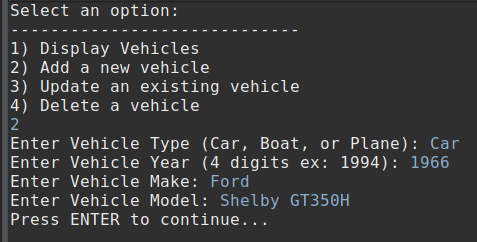 Select an option:
-----------------------------
1) Display Vehicles
2) Add a new vehicle
3) Update an existing vehicle
4) Delete a vehicle
2
Enter Vehicle Type (Car, Boat, or Plane): Car
Enter Vehicle Year (4 digits ex: 1994): 1966
Enter Vehicle Make: Ford
Enter Vehicle Model: Shelby GT350H
Press ENTER to continue...